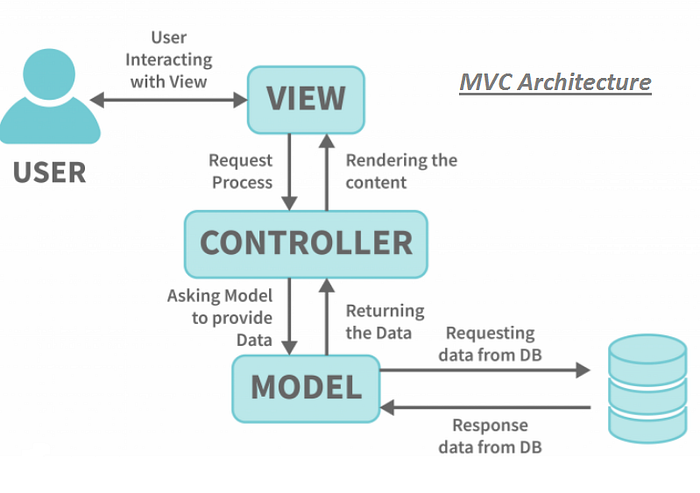 User
Interacting
with View
MVC Architecture
VIEW
USER
Request
Process
Rendering the
content
CONTROLLER
Asking Model
to provide
Data
Returning
the Data
Requesting
data from DB
MODEL
Response
data from DB